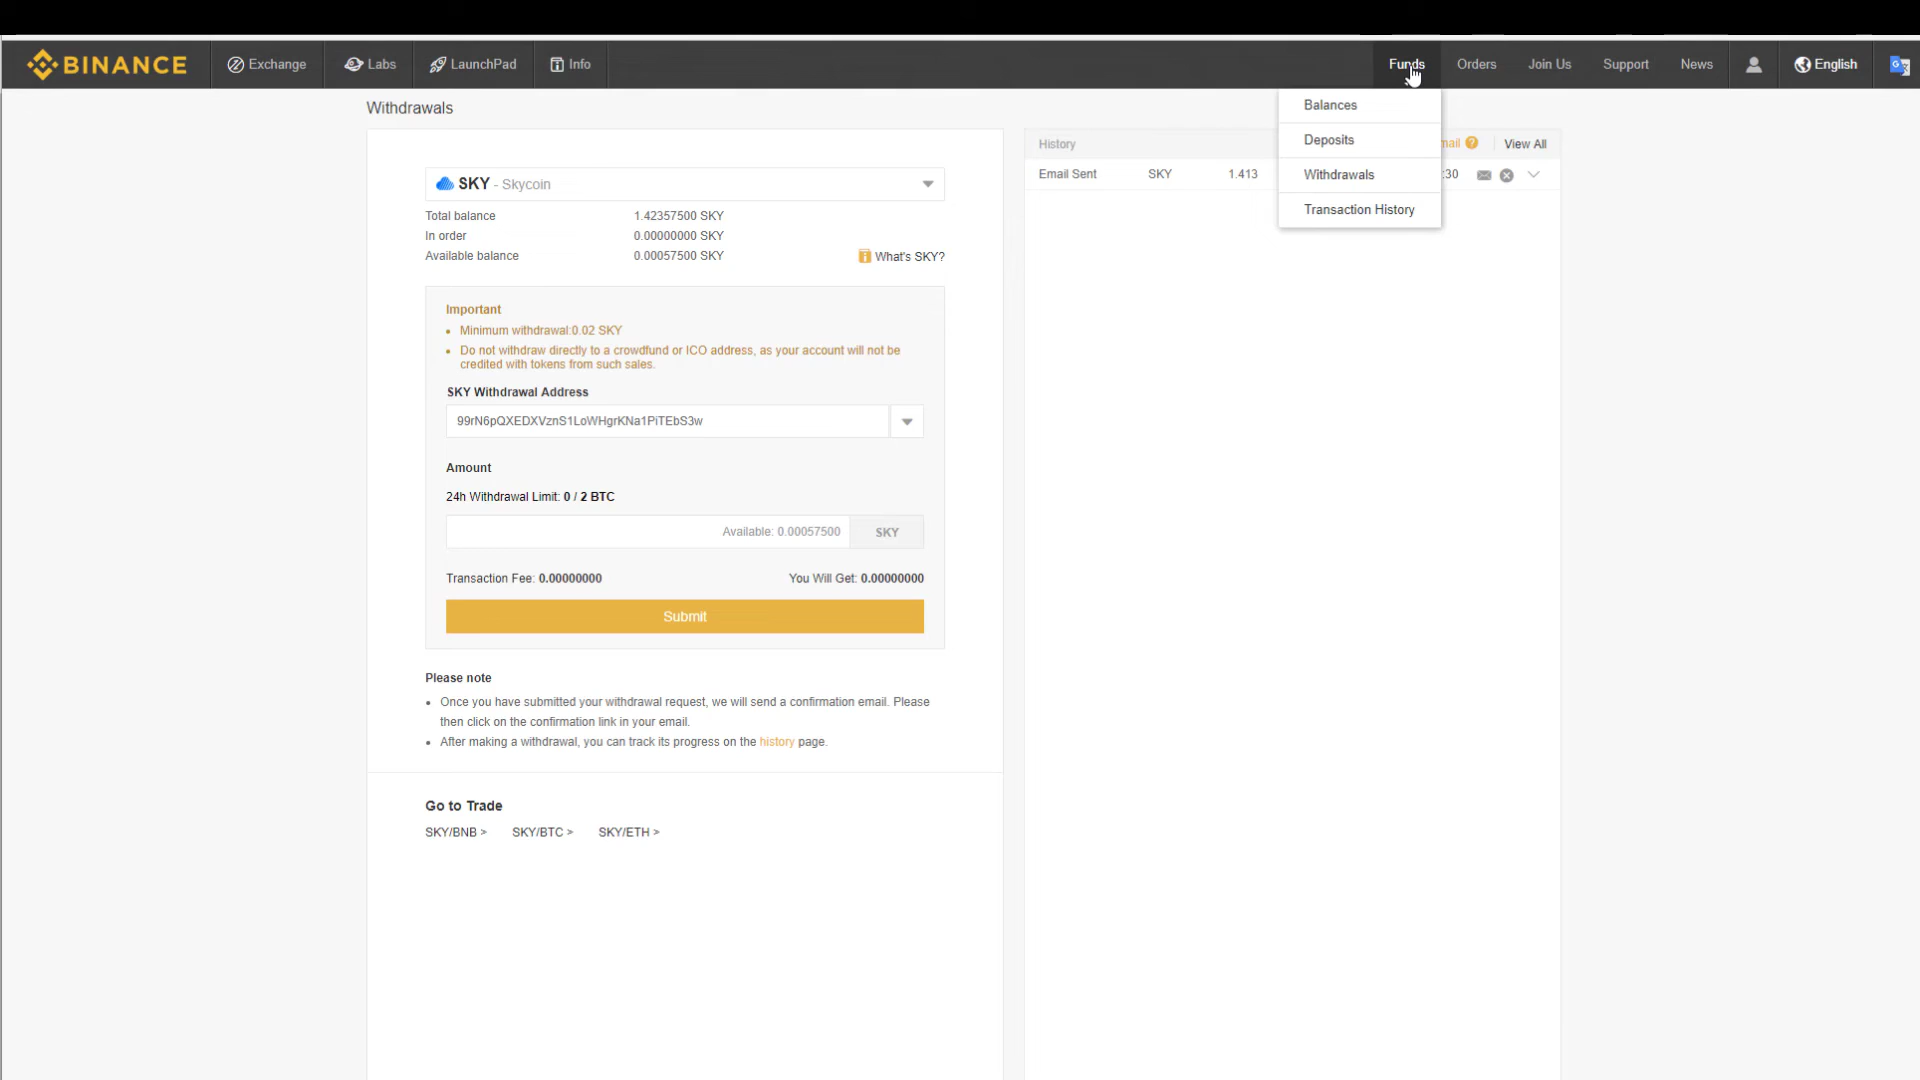 BINANCE
Exchange
Labs
LaunchPad
Info
Funds
Orders
Join Us
Support
News
English
Balances
Deposits
Withdrawals
Transaction History
Withdrawals
SKY - Skycoin
Total balance 1.42357500 SKY
In order 0.00000000 SKY
Available balance 0.00057500 SKY
What's SKY?
Important
Minimum withdrawal:0.02 SKY
Do not withdraw directly to a crowdfund or ICO address, as your account will not be
credited with tokens from such sales.
SKY Withdrawal Address
99rN6pQXEDXVznS1LoWHgrKNa1PiTEbS3w
Amount
24h Withdrawal Limit: 0 / 2 BTC
Available: 0.00057500 SKY
Transaction Fee: 0.00000000 You Will Get: 0.00000000
Submit
Please note
Once you have submitted your withdrawal request, we will send a confirmation email. Please
then click on the confirmation link in your email.
After making a withdrawal, you can track its progress on the history page.
Go to Trade
SKY/BNB > SKY/BTC > SKY/ETH >
History mail ? View All
Email Sent SKY 1.413 :30